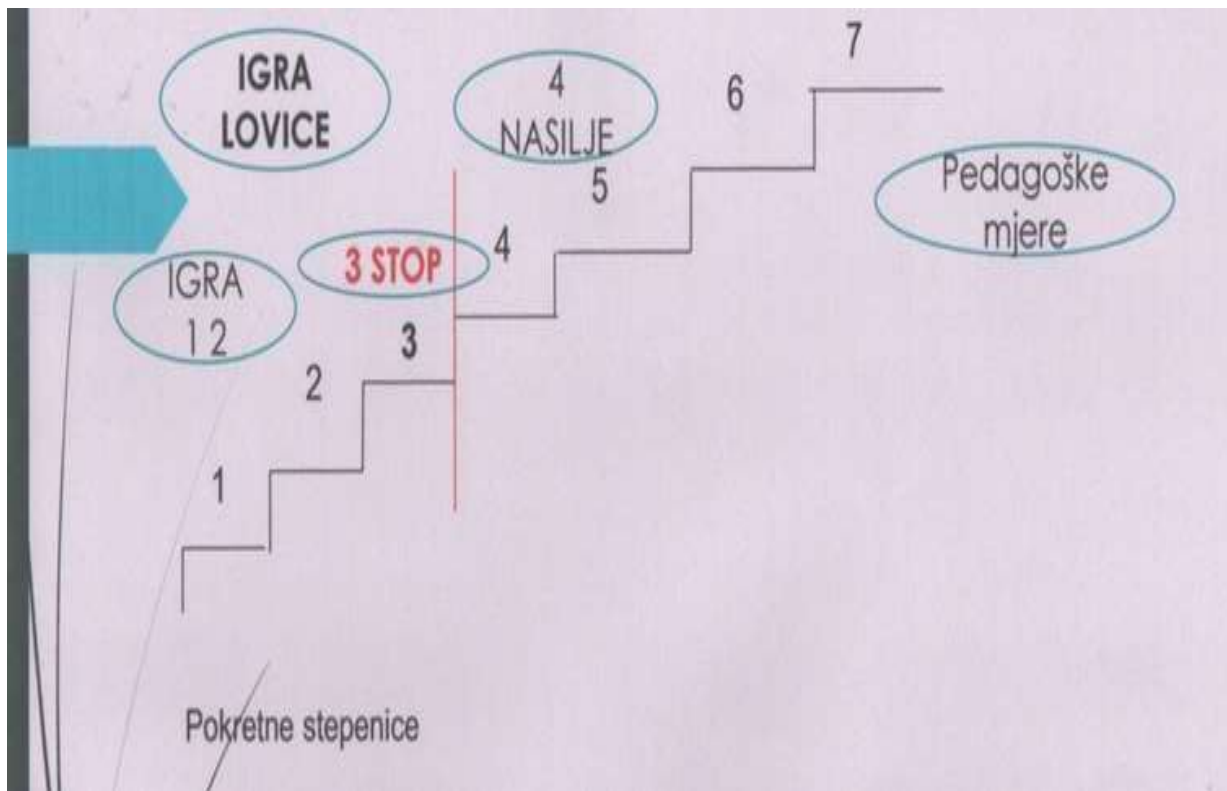 IGRA
LOVICE
4
NASILJE
7
6
5
Pedagoške
mjere
3 STOP
4
IGRA
1 2
3
2
1
Pokretne stepenice